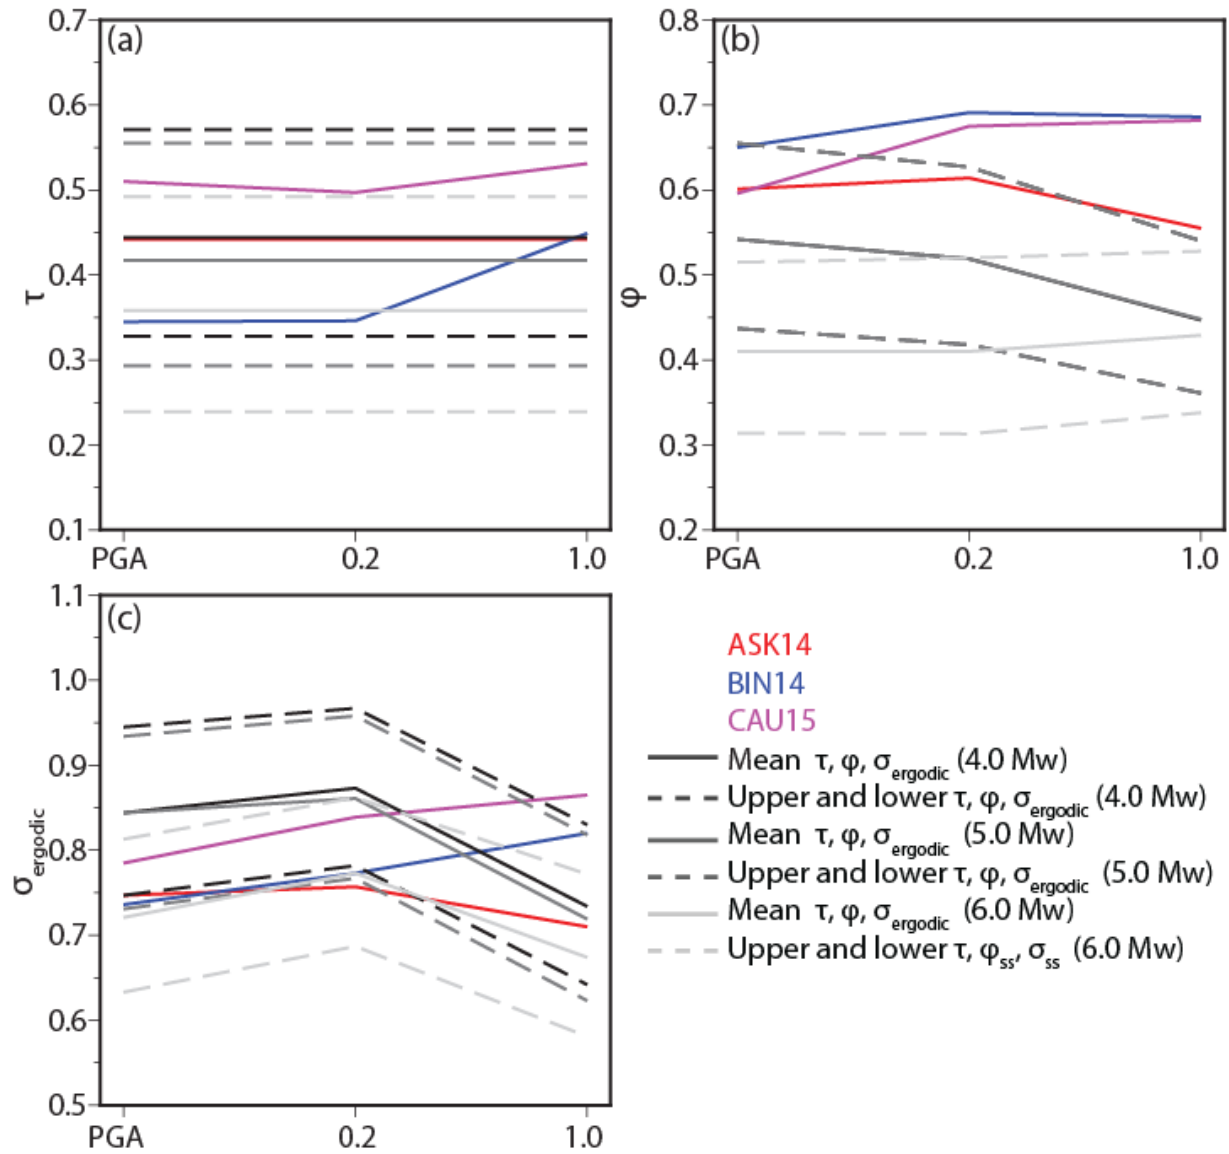 (a)
0.7
0.6
0.5
0.4
0.3
0.2
0.1
τ
PGA 0.2 1.0
(b)
0.8
0.7
0.6
0.5
0.4
0.3
0.2
φ
PGA 0.2 1.0
(c)
1.1
1.0
0.9
0.8
0.7
0.6
0.5
σergodic
PGA 0.2 1.0
ASK14
BIN14
CAU15
Mean τ, φ, σergodic (4.0 Mw)
Upper and lower τ, φ, σergodic (4.0 Mw)
Mean τ, φ, σergodic (5.0 Mw)
Upper and lower τ, φ, σergodic (5.0 Mw)
Mean τ, φ, σergodic (6.0 Mw)
Upper and lower τ, φss, σss (6.0 Mw)